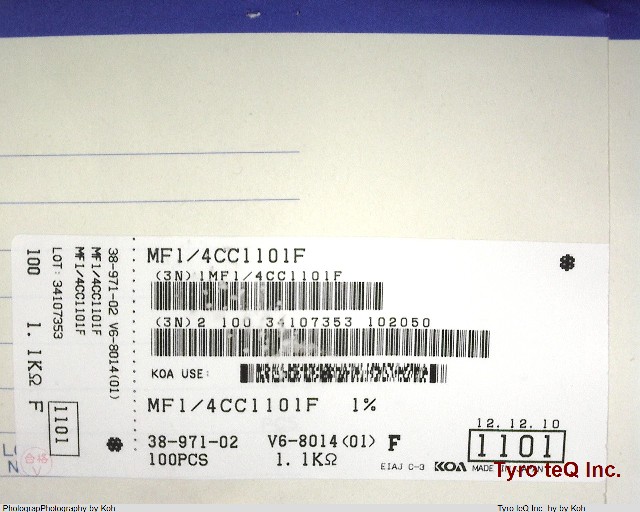 MF1/4CC1101F
(3N)1MF1/4CC1101F
(3N)2 100 34107353 102050
KOA USE:
MF1/4CC1101F 1%
38-971-02 V6-8014(01) F
100PCS 1.1KΩ
12.12.10
1101
EIAJ C-3 KOA MADE IN JAPAN
38-971-02 V6-8014(01)
MF1/4CC1101F
MF1/4CC1101F
LOT: 34107353
100 1.1KΩ F
1101
合格
Tyro teQ Inc.
PhotograpPhotography by Koh
Tyro teQ Inc. hy by Koh